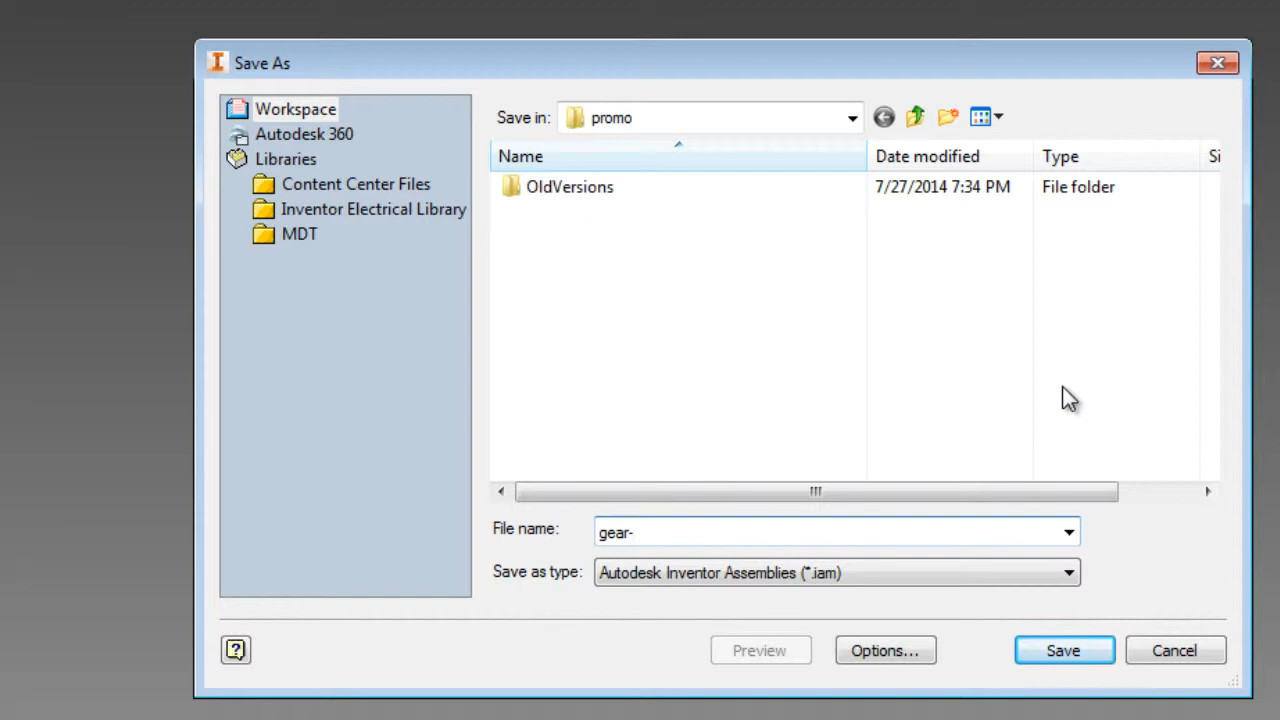 Save As
Workspace
Autodesk 360
Libraries
Content Center Files
Inventor Electrical Library
MDT
Save in: promo
Name Date modified Type Si
OldVersions 7/27/2014 7:34 PM File folder
File name: gear-
Save as type: Autodesk Inventor Assemblies (*.iam)
Preview Options... Save Cancel